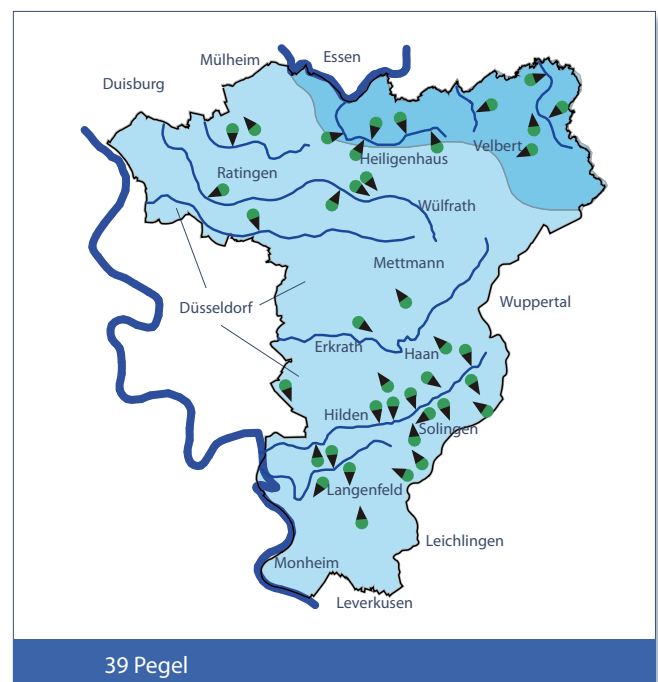 Essen
Mülheim
Duisburg
Velbert
Heiligenhaus
Ratingen
Wülfrath
Mettmann
Wuppertal
Düsseldorf
Erkrath
Haan
Hilden
Solingen
Langenfeld
Leichlingen
Monheim
Leverkusen
39 Pegel